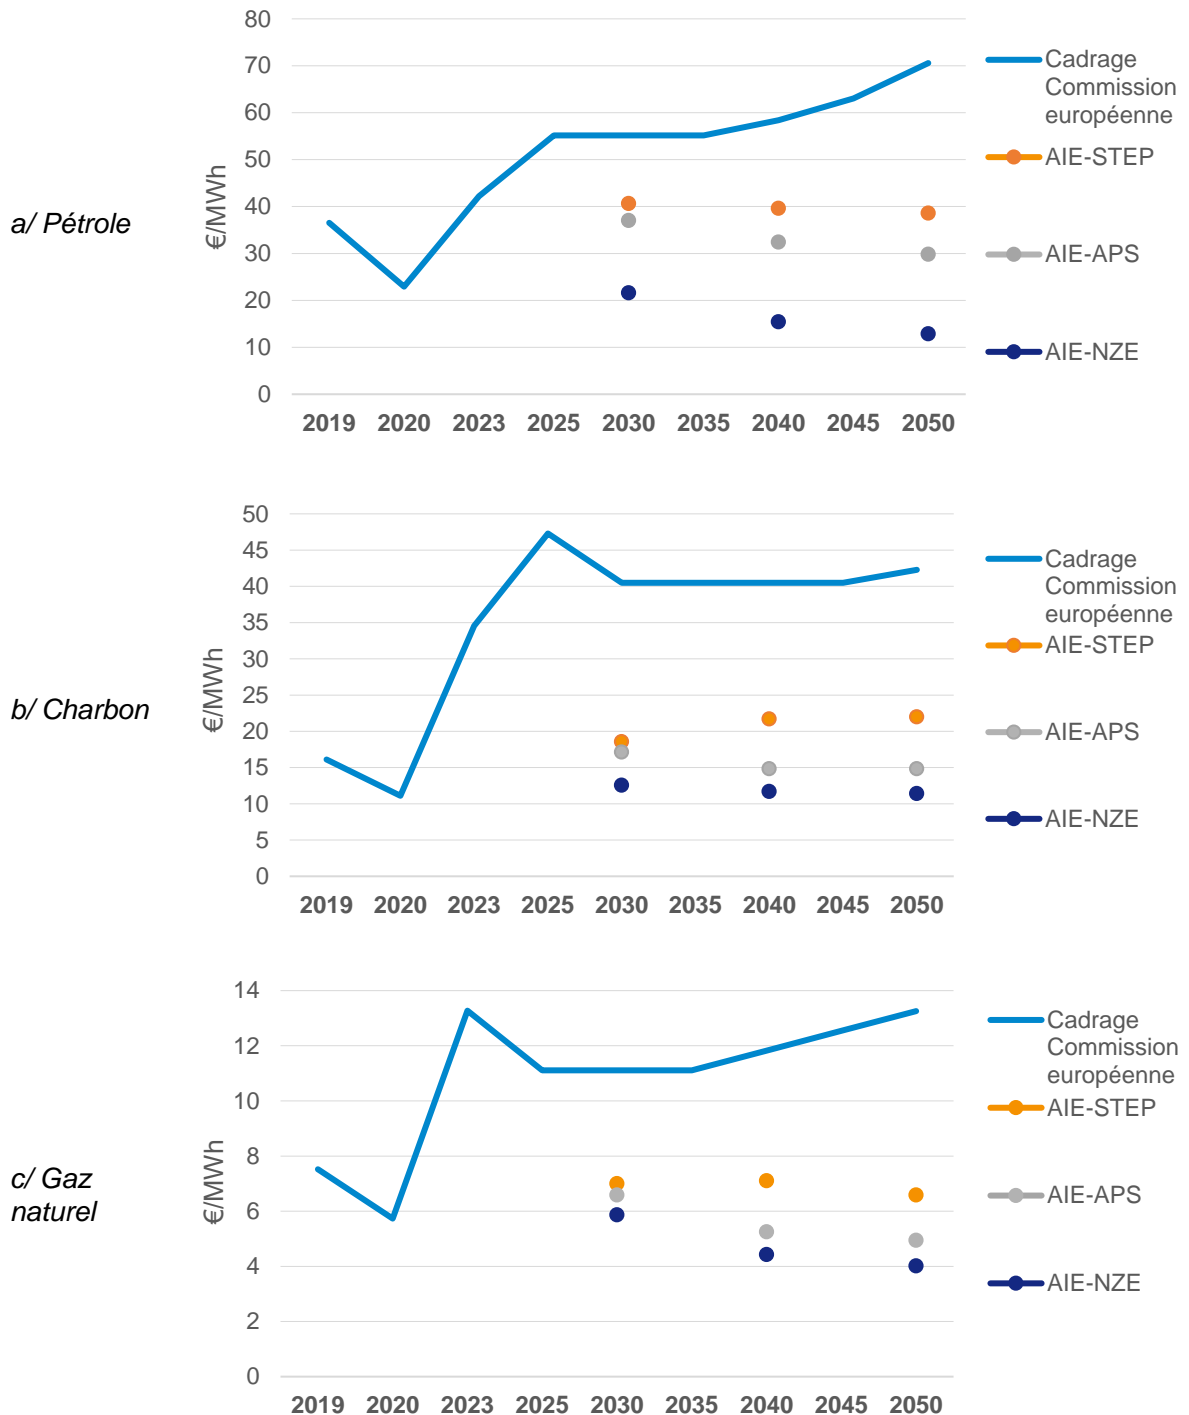 a/ Pétrole
€/MWh
80
70
60
50
40
30
20
10
0
2019 2020 2023 2025 2030 2035 2040 2045 2050
Cadrage
Commission
européenne
AIE-STEP
AIE-APS
AIE-NZE
b/ Charbon
€/MWh
50
45
40
35
30
25
20
15
10
5
0
2019 2020 2023 2025 2030 2035 2040 2045 2050
Cadrage
Commission
européenne
AIE-STEP
AIE-APS
AIE-NZE
c/ Gaz
naturel
€/MWh
14
12
10
8
6
4
2
0
2019 2020 2023 2025 2030 2035 2040 2045 2050
Cadrage
Commission
européenne
AIE-STEP
AIE-APS
AIE-NZE